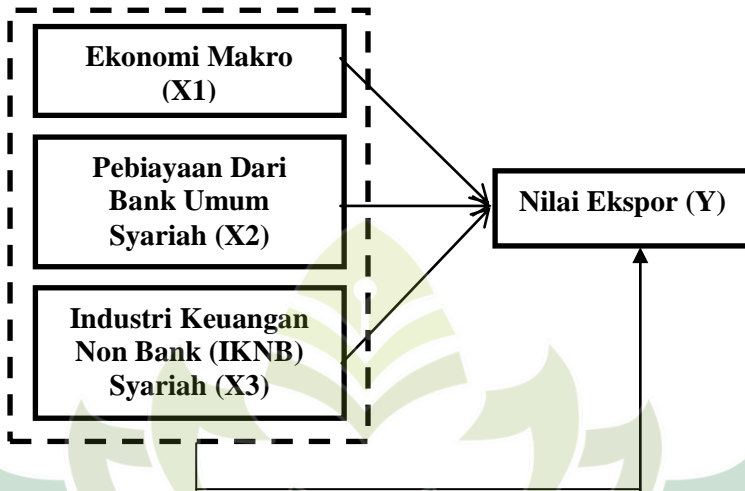 Ekonomi Makro
(X1)
Pebiayaan Dari
Bank Umum
Syariah (X2)
Industri Keuangan
Non Bank (IKNB)
Syariah (X3)
Nilai Ekspor (Y)